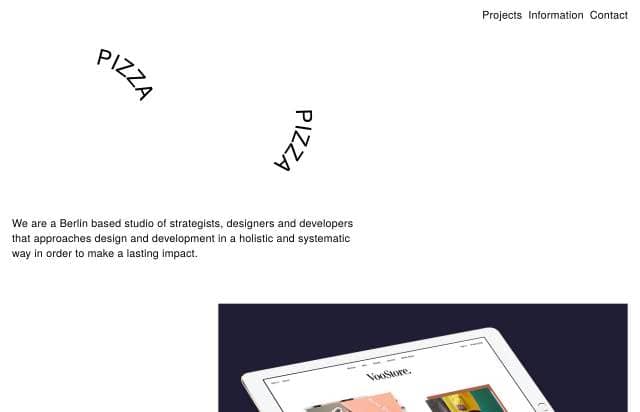 Projects Information Contact
PIZZA
PIZZA
We are a Berlin based studio of strategists, designers and developers
that approaches design and development in a holistic and systematic
way in order to make a lasting impact.
VooStore.